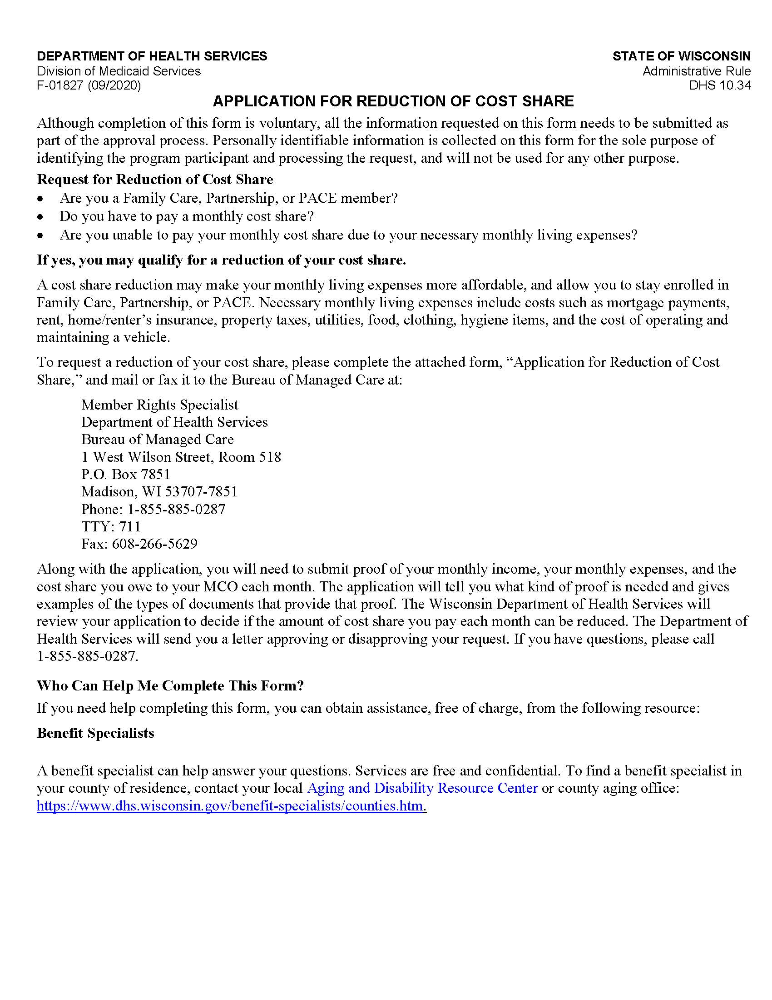 DEPARTMENT OF HEALTH SERVICES
STATE OF WISCONSIN
Division of Medicaid Services
Administrative Rule
F-01827 (09/2020)
DHS 10.34
APPLICATION FOR REDUCTION OF COST SHARE
Although completion of this form is voluntary, all the information requested on this form needs to be submitted as
part of the approval process. Personally identifiable information is collected on this form for the sole purpose of
identifying the program participant and processing the request, and will not be used for any other purpose.
Request for Reduction of Cost Share
• Are you a Family Care, Partnership, or PACE member?
• Do you have to pay a monthly cost share?
• Are you unable to pay your monthly cost share due to your necessary monthly living expenses?
If yes, you may qualify for a reduction of your cost share.
A cost share reduction may make your monthly living expenses more affordable, and allow you to stay enrolled in
Family Care, Partnership, or PACE. Necessary monthly living expenses include costs such as mortgage payments,
rent, home/renter’s insurance, property taxes, utilities, food, clothing, hygiene items, and the cost of operating and
maintaining a vehicle.
To request a reduction of your cost share, please complete the attached form, “Application for Reduction of Cost
Share,” and mail or fax it to the Bureau of Managed Care at:
Member Rights Specialist
Department of Health Services
Bureau of Managed Care
1 West Wilson Street, Room 518
P.O. Box 7851
Madison, WI 53707-7851
Phone: 1-855-885-0287
TTY: 711
Fax: 608-266-5629
Along with the application, you will need to submit proof of your monthly income, your monthly expenses, and the
cost share you owe to your MCO each month. The application will tell you what kind of proof is needed and gives
examples of the types of documents that provide that proof. The Wisconsin Department of Health Services will
review your application to decide if the amount of cost share you pay each month can be reduced. The Department of
Health Services will send you a letter approving or disapproving your request. If you have questions, please call
1-855-885-0287.
Who Can Help Me Complete This Form?
If you need help completing this form, you can obtain assistance, free of charge, from the following resource:
Benefit Specialists
A benefit specialist can help answer your questions. Services are free and confidential. To find a benefit specialist in
your county of residence, contact your local Aging and Disability Resource Center or county aging office:
https://www.dhs.wisconsin.gov/benefit-specialists/counties.htm.